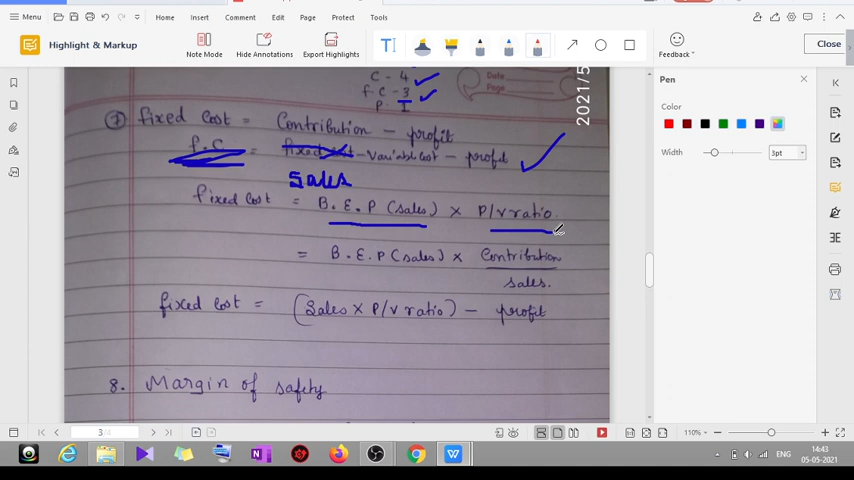 Menu
Home Insert Comment Edit Page Protect Tools
Highlight & Markup
Note Mode
Hide Annotations
Export Highlights
Feedback
Close
C - 4
F.C - 3
P - I
Date
Page
2021/5
⑦ fixed cost = Contribution - profit
f.c = fixed cost - Variable cost - profit
Sales
fixed cost = B.E.P (sales) × P/V ratio.
= B.E.P (sales) × Contribution
sales.
fixed cost = (Sales × P/V ratio) - profit
8. Margin of safety
Pen
Color
Width
3pt
3/4
110%
ENG
14:43
05-05-2021